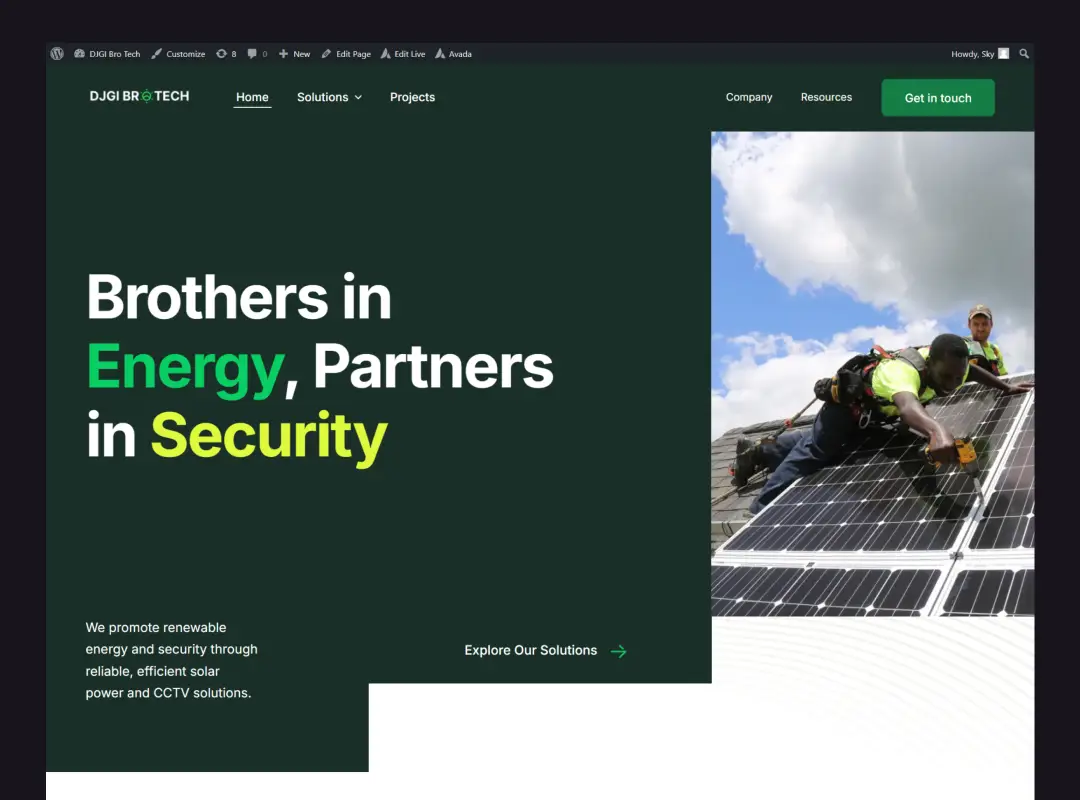 DJGI Bro Tech Customize 8 0 New Edit Page Edit Live Avada Howdy, Sky
DJGI BROTECH Home Solutions Projects Company Resources Get in touch
Brothers in
Energy, Partners
in Security
We promote renewable
energy and security through
reliable, efficient solar
power and CCTV solutions.
Explore Our Solutions